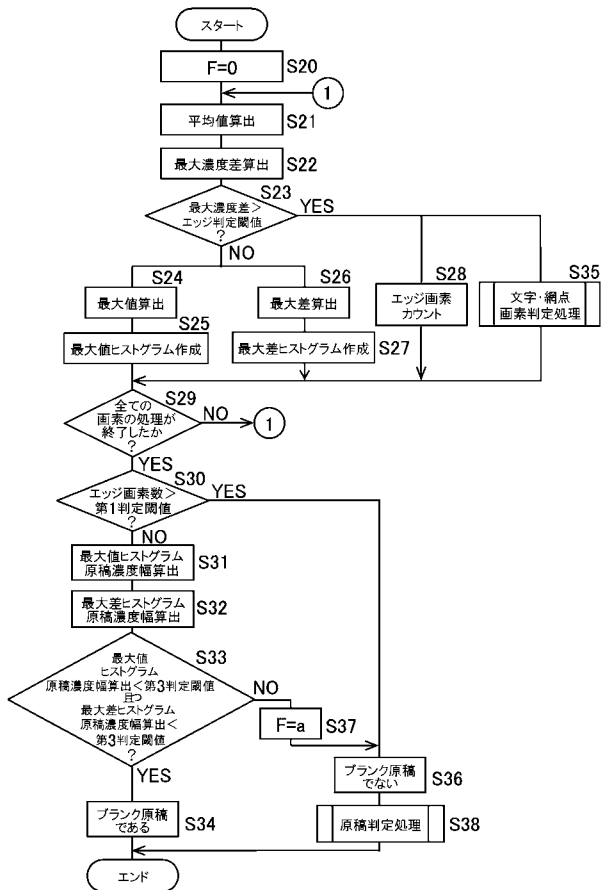 スタート
F=0
S20
1
平均値算出
S21
最大濃度差算出
S22
S23
最大濃度差＞
エッジ判定閾値
?
YES
NO
S24
最大値算出
S25
最大値ヒストグラム作成
S26
最大差算出
最大差ヒストグラム作成
S27
S28
エッジ画素
カウント
S35
文字・網点
画素判定処理
S29
全ての
画素の処理が
終了したか
?
NO
1
YES
S30
エッジ画素数＞
第1判定閾値
?
YES
NO
最大値ヒストグラム
原稿濃度幅算出
S31
最大差ヒストグラム
原稿濃度幅算出
S32
S33
最大値
ヒストグラム
原稿濃度幅算出＜第3判定閾値
且つ
最大差ヒストグラム
原稿濃度幅算出＜
第3判定閾値
?
NO
F=a
S37
YES
ブランク原稿
でない
S36
ブランク原稿
である
S34
原稿判定処理
S38
エンド